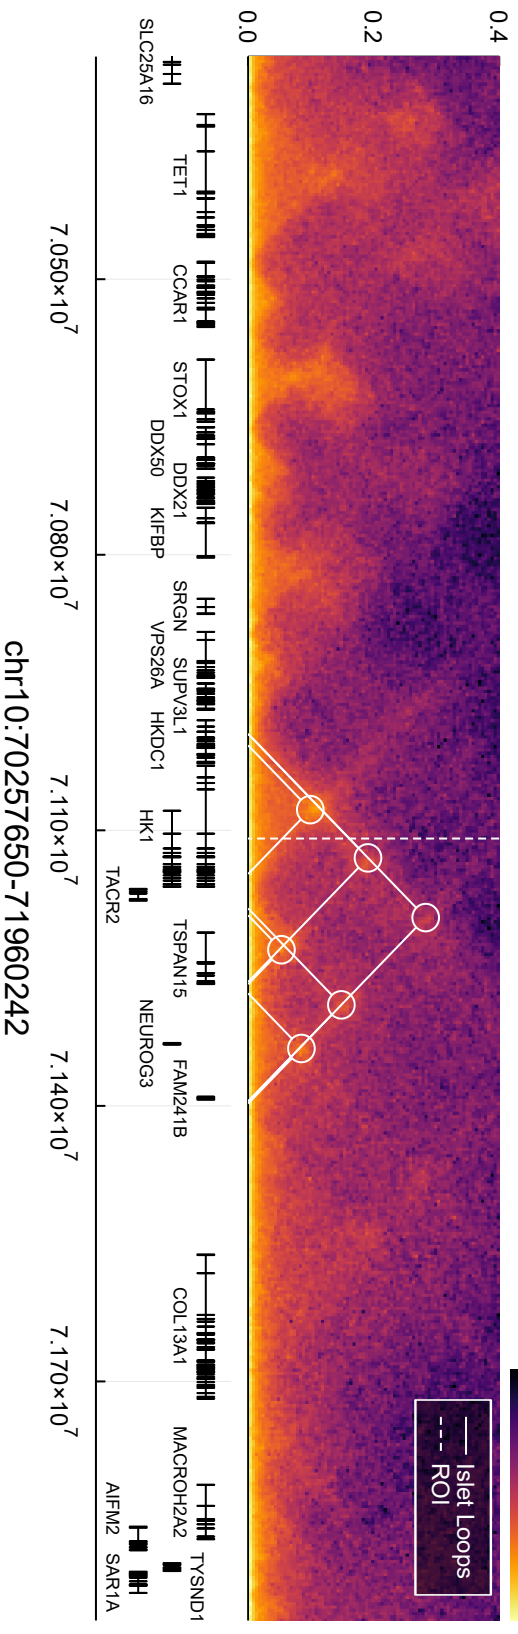 0.4
0.2
0.0
Islet Loops
ROI
SLC25A16
TET1
CCAR1
STOX1
DDX50
DDX21
KIFBP
SRGN
VPS26A
SUPV3L1
HKDC1
HK1
TACR2
TSPAN15
NEUROG3
FAM241B
COL13A1
MACROH2A2
TYSND1
AIFM2
SAR1A
7.050×10⁷
7.080×10⁷
7.110×10⁷
7.140×10⁷
7.170×10⁷
chr10:70257650-71960242